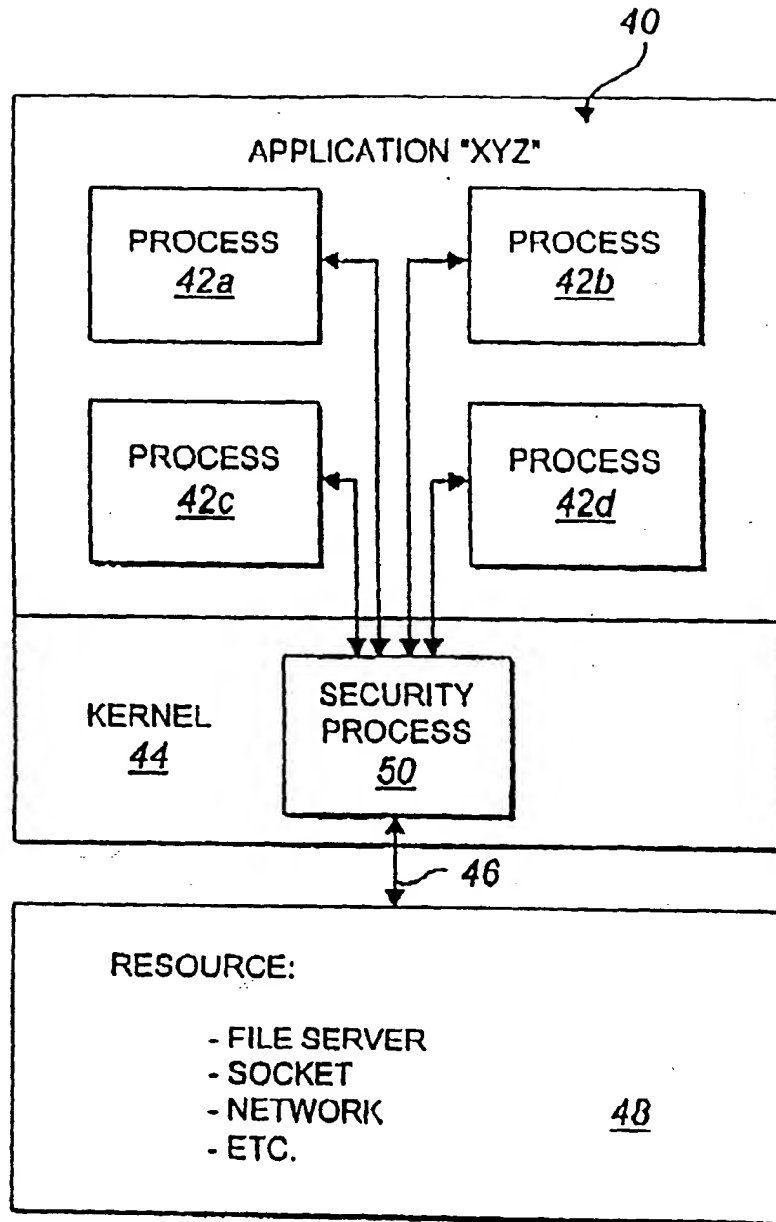 40
APPLICATION "XYZ"
PROCESS
42a
PROCESS
42b
PROCESS
42c
PROCESS
42d
KERNEL
44
SECURITY
PROCESS
50
46
RESOURCE:
- FILE SERVER
- SOCKET
- NETWORK
- ETC.
48